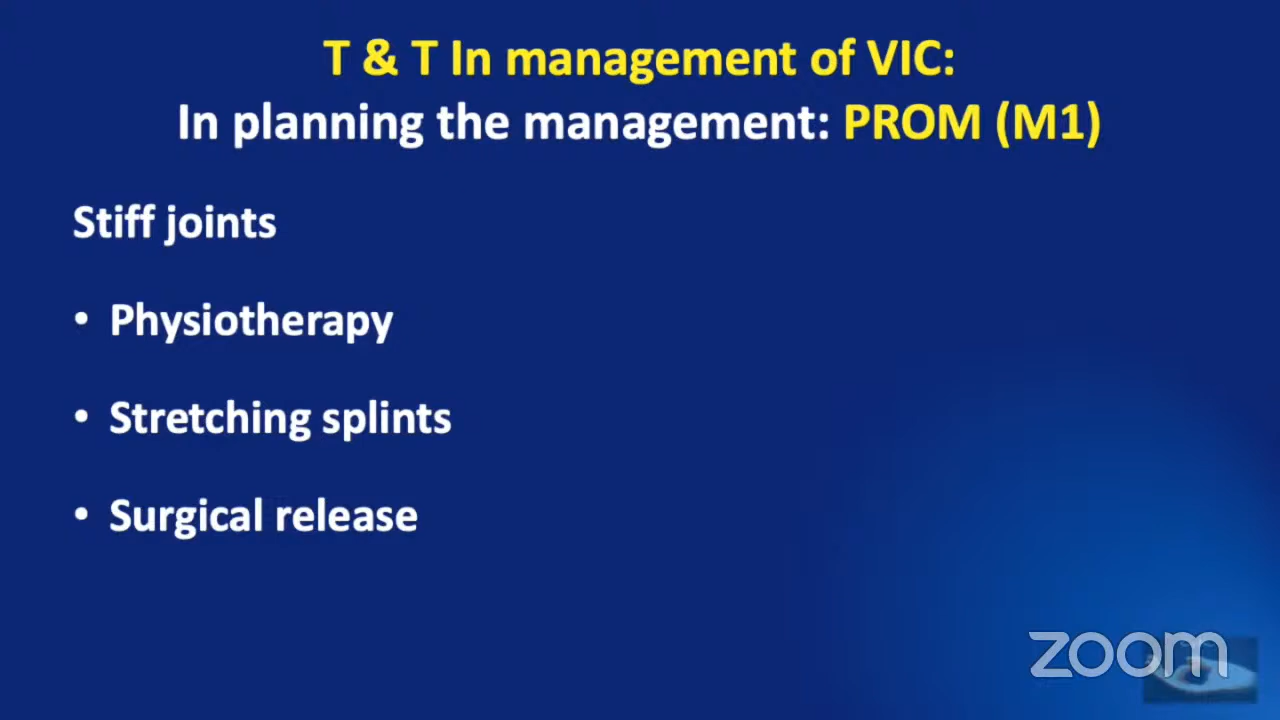 T & T In management of VIC:
In planning the management: PROM (M1)
Stiff joints
• Physiotherapy
• Stretching splints
• Surgical release
zoom